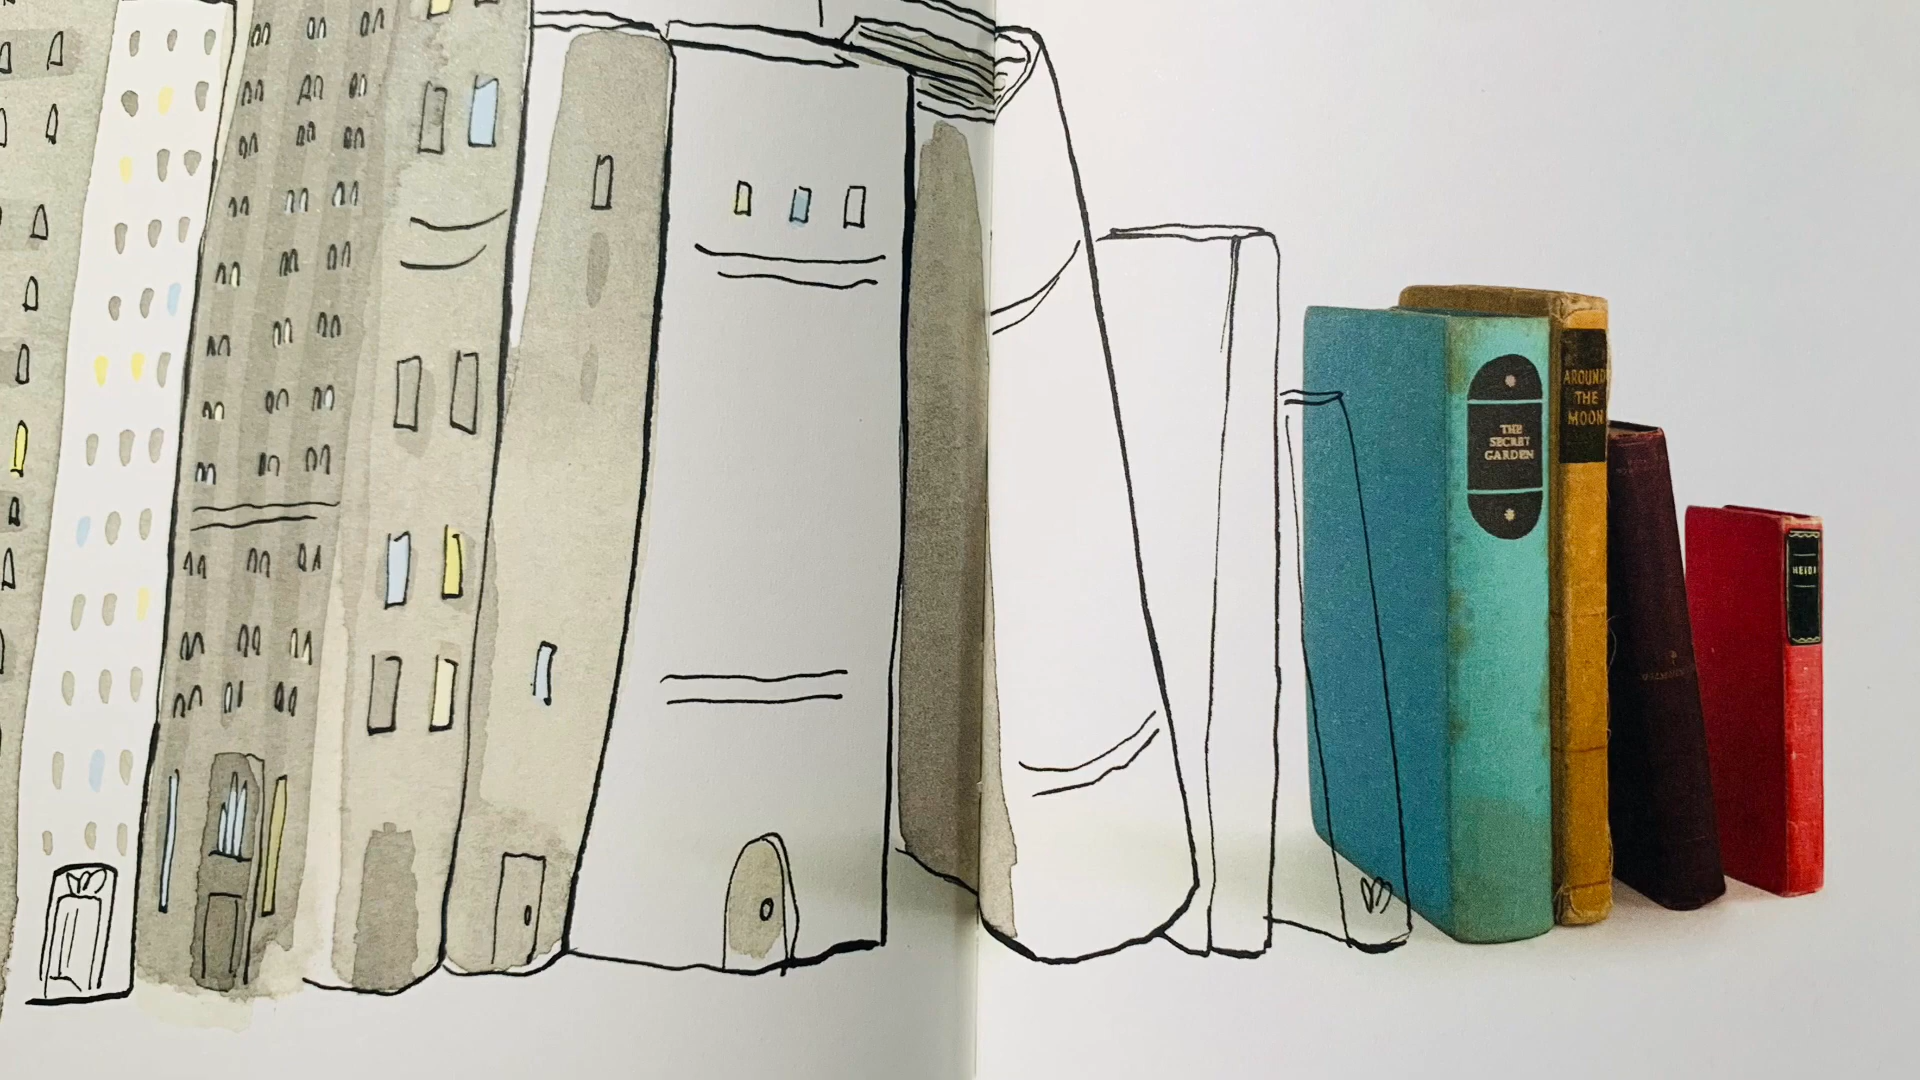 THE
SECRET
GARDEN
AROUND
THE
MOON
HEIDI